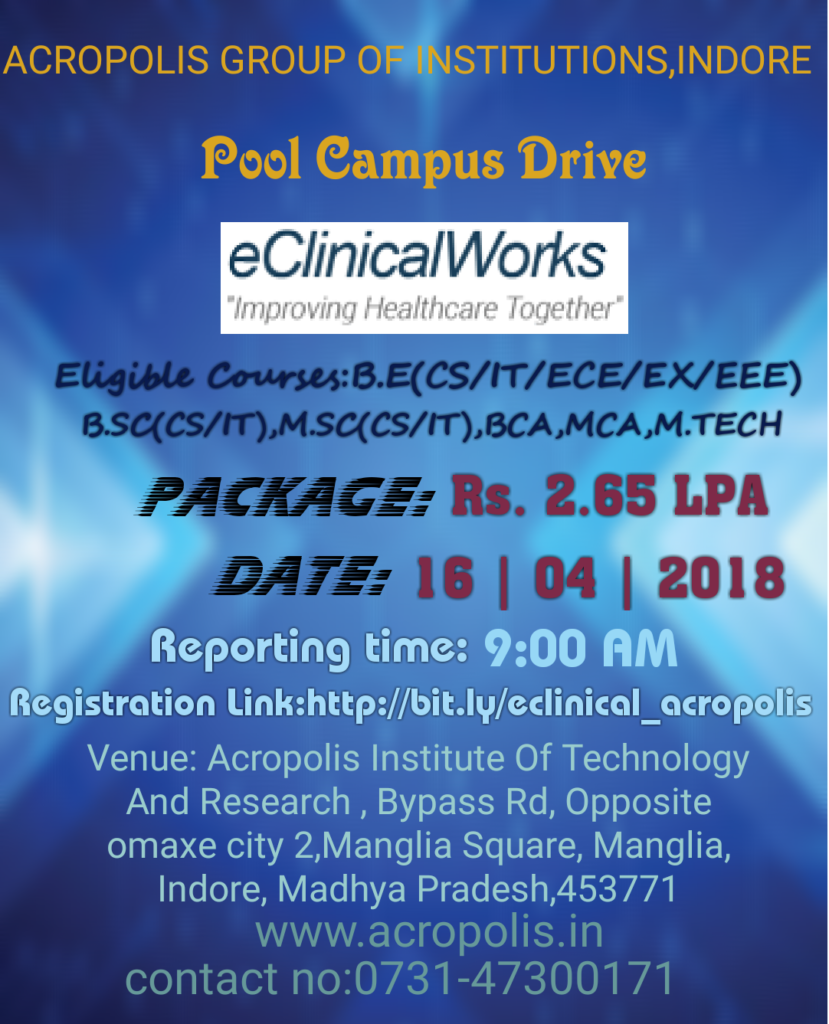 ACROPOLIS GROUP OF INSTITUTIONS,INDORE
Pool Campus Drive
eClinicalWorks
"Improving Healthcare Together"
Eligible Courses:B.E(CS/IT/ECE/EX/EEE)
B.SC(CS/IT),M.SC(CS/IT),BCA,MCA,M.TECH
PACKAGE: Rs. 2.65 LPA
DATE: 16 | 04 | 2018
Reporting time: 9:00 AM
Registration Link:http://bit.ly/eclinical_acropolis
Venue: Acropolis Institute Of Technology
And Research , Bypass Rd, Opposite
omaxe city 2,Manglia Square, Manglia,
Indore, Madhya Pradesh,453771
www.acropolis.in
contact no:0731-47300171